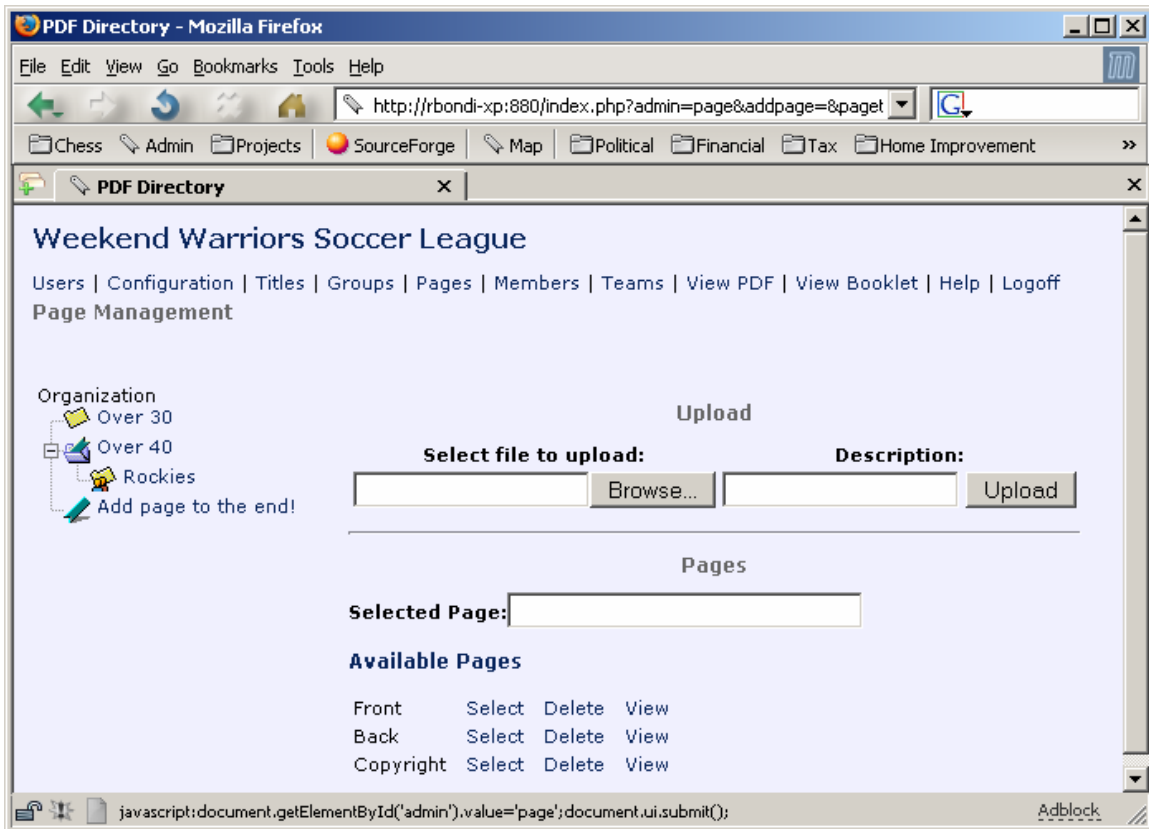 PDF Directory - Mozilla Firefox
File Edit View Go Bookmarks Tools Help
http://rbondi-xp:880/index.php?admin=page&addpage=&paget
Chess Admin Projects SourceForge Map Political Financial Tax Home Improvement »
PDF Directory
Weekend Warriors Soccer League
Users | Configuration | Titles | Groups | Pages | Members | Teams | View PDF | View Booklet | Help | Logoff
Page Management
Organization
Over 30
Over 40
Rockies
Add page to the end!
Upload
Select file to upload: Description:
Browse... Upload
Pages
Selected Page:
Available Pages
Front Select Delete View
Back Select Delete View
Copyright Select Delete View
javascript:document.getElementById('admin').value='page';document.ui.submit(); Adblock